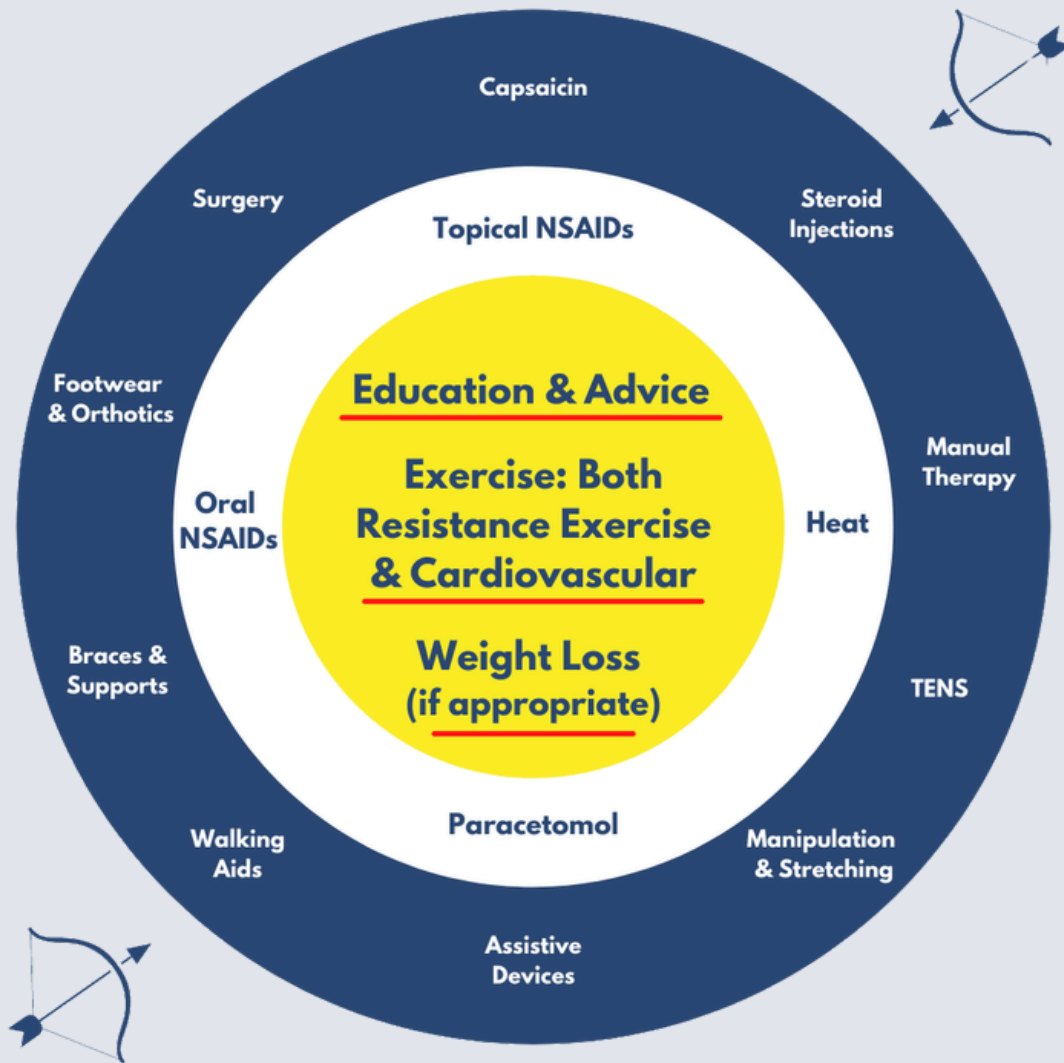 Capsaicin
Surgery
Steroid
Injections
Topical NSAIDs
Footwear
& Orthotics
Education & Advice
Exercise: Both
Resistance Exercise
& Cardiovascular
Manual
Therapy
Oral
NSAIDs
Heat
Weight Loss
(if appropriate)
Braces &
Supports
TENS
Paracetomol
Walking
Aids
Manipulation
& Stretching
Assistive
Devices